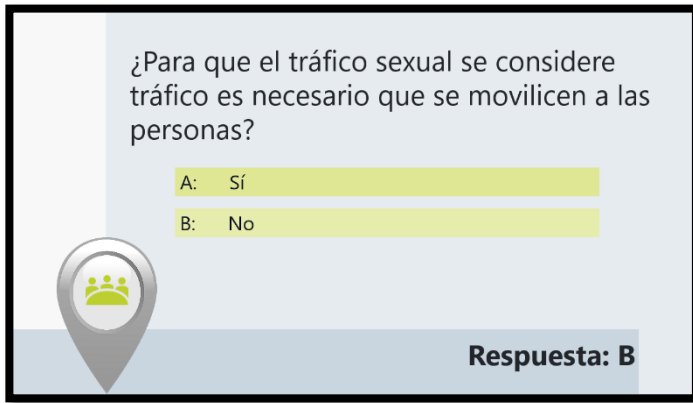 ¿Para que el tráfico sexual se considere
tráfico es necesario que se movilicen a las
personas?
A: Sí
B: No
Respuesta: B